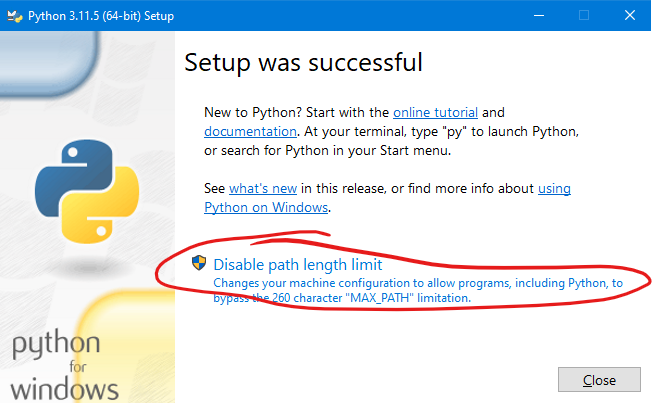 Python 3.11.5 (64-bit) Setup
Setup was successful
New to Python? Start with the online tutorial and
documentation. At your terminal, type "py" to launch Python,
or search for Python in your Start menu.
See what's new in this release, or find more info about using
Python on Windows.
Disable path length limit
Changes your machine configuration to allow programs, including Python, to
bypass the 260 character "MAX_PATH" limitation.
python
for
windows
Close